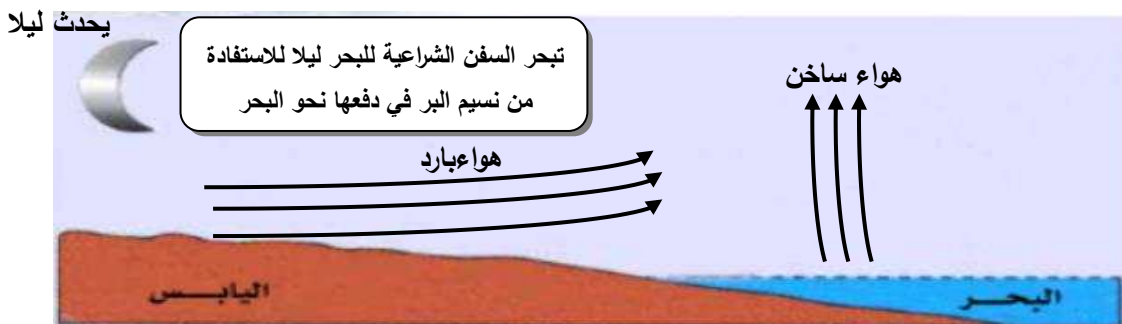 يحدث ليلا
تبحر السفن الشراعية للبحر ليلا للاستفادة
من نسيم البر في دفعها نحو البحر
هواء ساخن
هواءبارد
اليابس
البحر